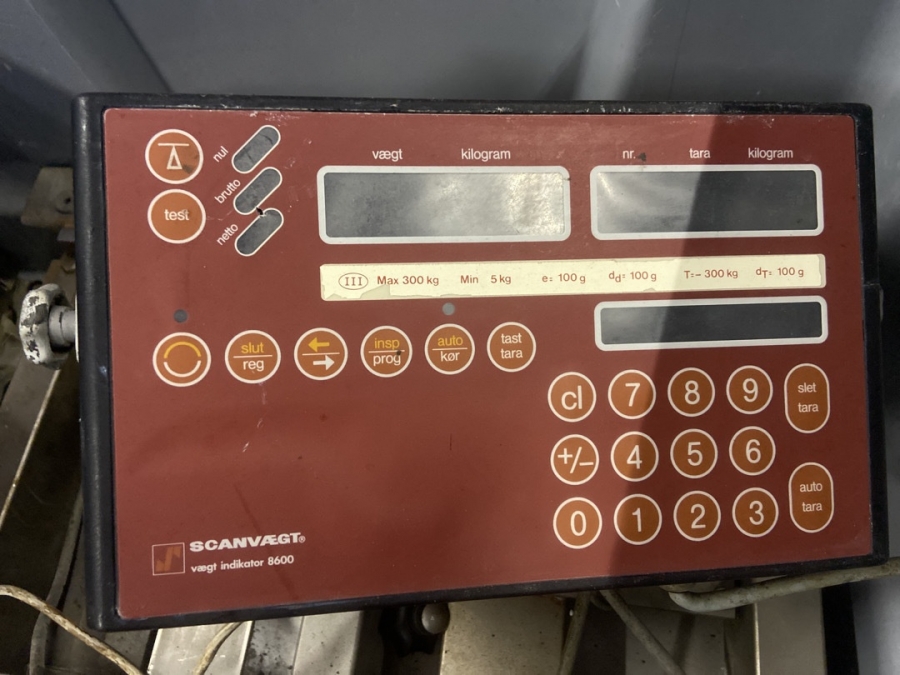 nul
brutto
netto
test
vægt kilogram
nr. tara kilogram
III Max 300 kg Min 5 kg e= 100 g dd= 100 g T=- 300 kg dT= 100 g
slut
reg
insp
prog
auto
kør
tast
tara
cl 7 8 9
slet
tara
+/- 4 5 6
auto
tara
0 1 2 3
SCANVÆGT®
vægt indikator 8600